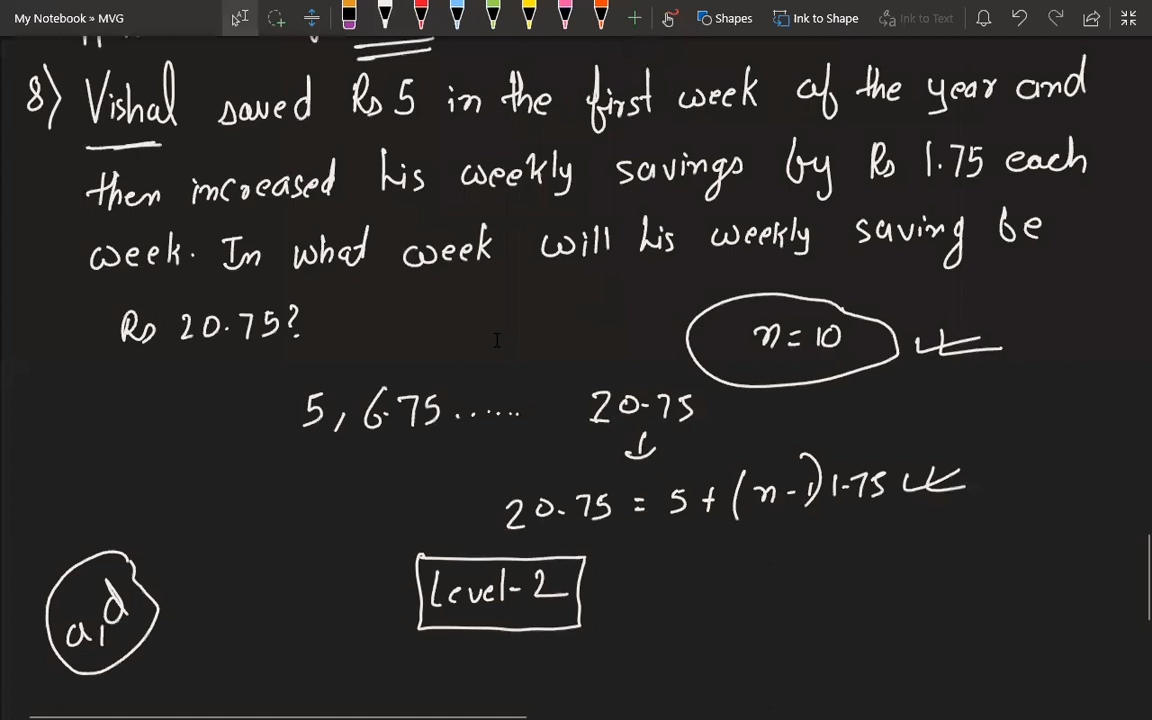 My Notebook » MVG
Shapes
Ink to Shape
Ink to Text
8) Vishal saved Rs 5 in the first week of the year and
then increased his weekly savings by Rs 1.75 each
week. In what week will his weekly saving be
Rs 20.75?
n = 10
5, 6.75 ...... 20.75
20.75 = 5 + (n-1) 1.75
Level-2
a, d